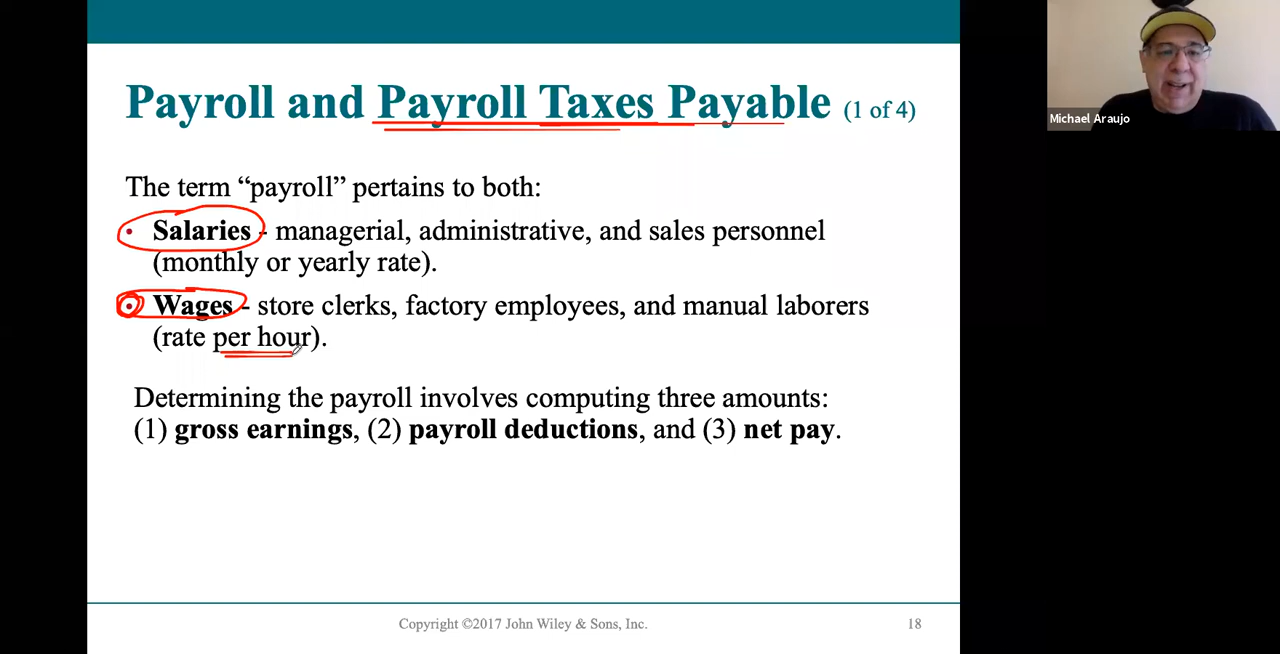 Payroll and Payroll Taxes Payable (1 of 4)
Michael Araujo
The term “payroll” pertains to both:
• Salaries - managerial, administrative, and sales personnel
(monthly or yearly rate).
• Wages - store clerks, factory employees, and manual laborers
(rate per hour).
Determining the payroll involves computing three amounts:
(1) gross earnings, (2) payroll deductions, and (3) net pay.
Copyright ©2017 John Wiley & Sons, Inc.
18